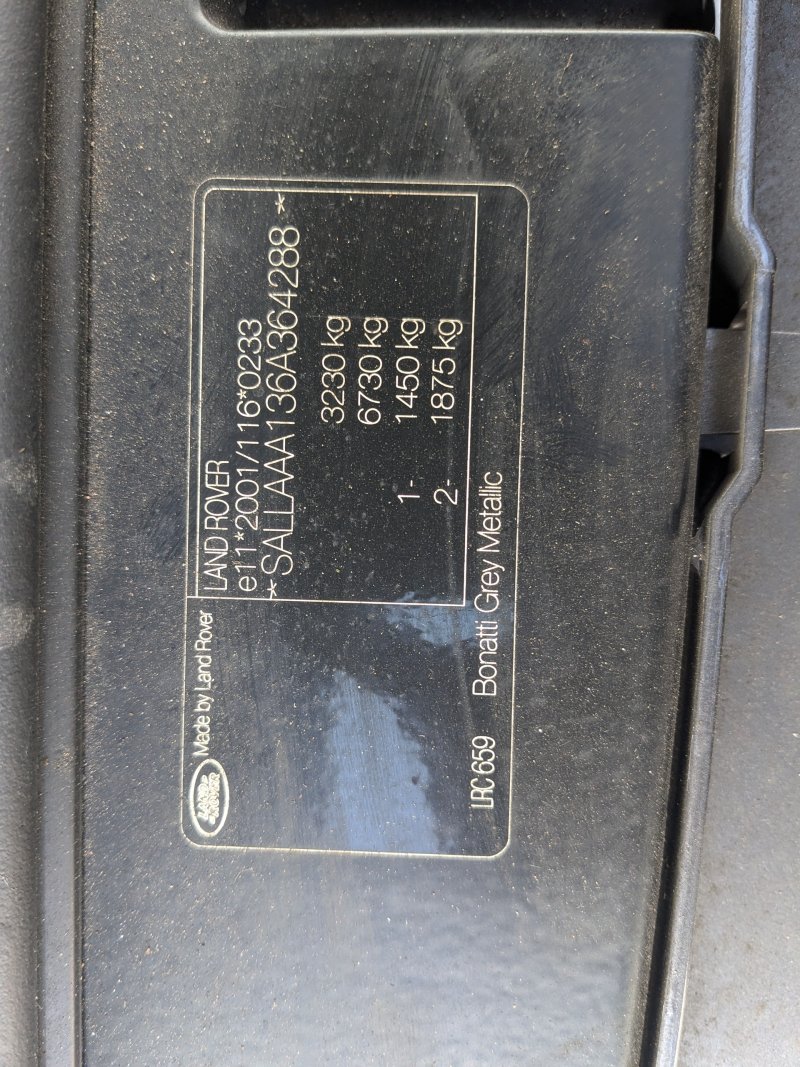 LAND ROVER
Made by Land Rover
LAND ROVER
e11*2001/116*0233
*SALLAAA136A364288*
3230 kg
6730 kg
1- 1450 kg
2- 1875 kg
LRC 659 Bonatti Grey Metallic